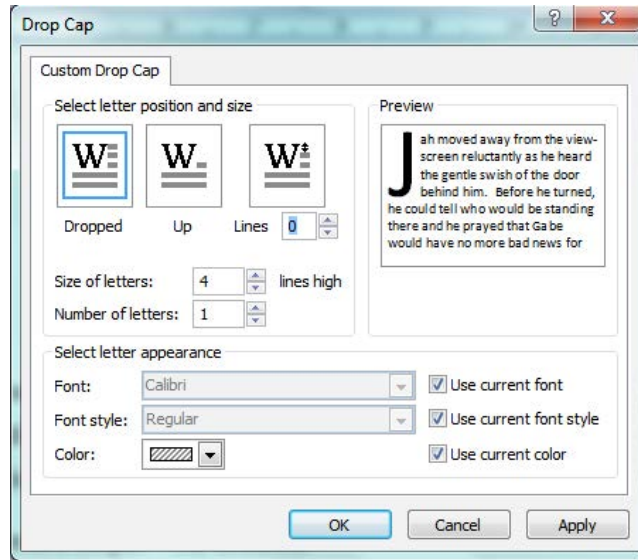 Drop Cap
Custom Drop Cap
Select letter position and size
W W W
Dropped Up Lines 0
Size of letters: 4 lines high
Number of letters: 1
Preview
Jah moved away from the view-
screen reluctantly as he heard
the gentle swish of the door
behind him. Before he turned,
he could tell who would be standing
there and he prayed that Gabe
would have no more bad news for
Select letter appearance
Font: Calibri Use current font
Font style: Regular Use current font style
Color: Use current color
OK Cancel Apply